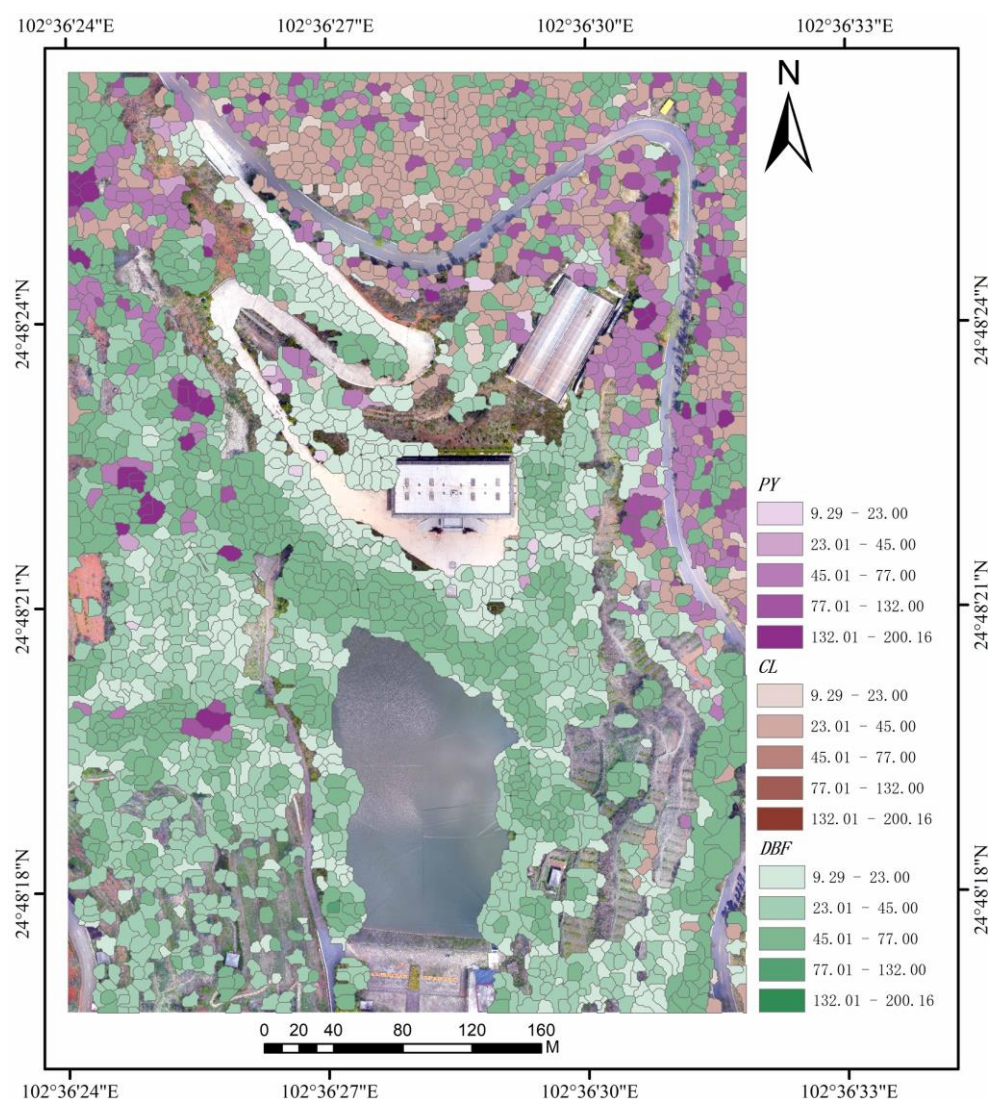 102°36'24"E 102°36'27"E 102°36'30"E 102°36'33"E
N
24°48'24"N 24°48'24"N
24°48'21"N 24°48'21"N
24°48'18"N 24°48'18"N
PY
9.29 - 23.00
23.01 - 45.00
45.01 - 77.00
77.01 - 132.00
132.01 - 200.16
CL
9.29 - 23.00
23.01 - 45.00
45.01 - 77.00
77.01 - 132.00
132.01 - 200.16
DBF
9.29 - 23.00
23.01 - 45.00
45.01 - 77.00
77.01 - 132.00
132.01 - 200.16
0 20 40 80 120 160
M
102°36'24"E 102°36'27"E 102°36'30"E 102°36'33"E